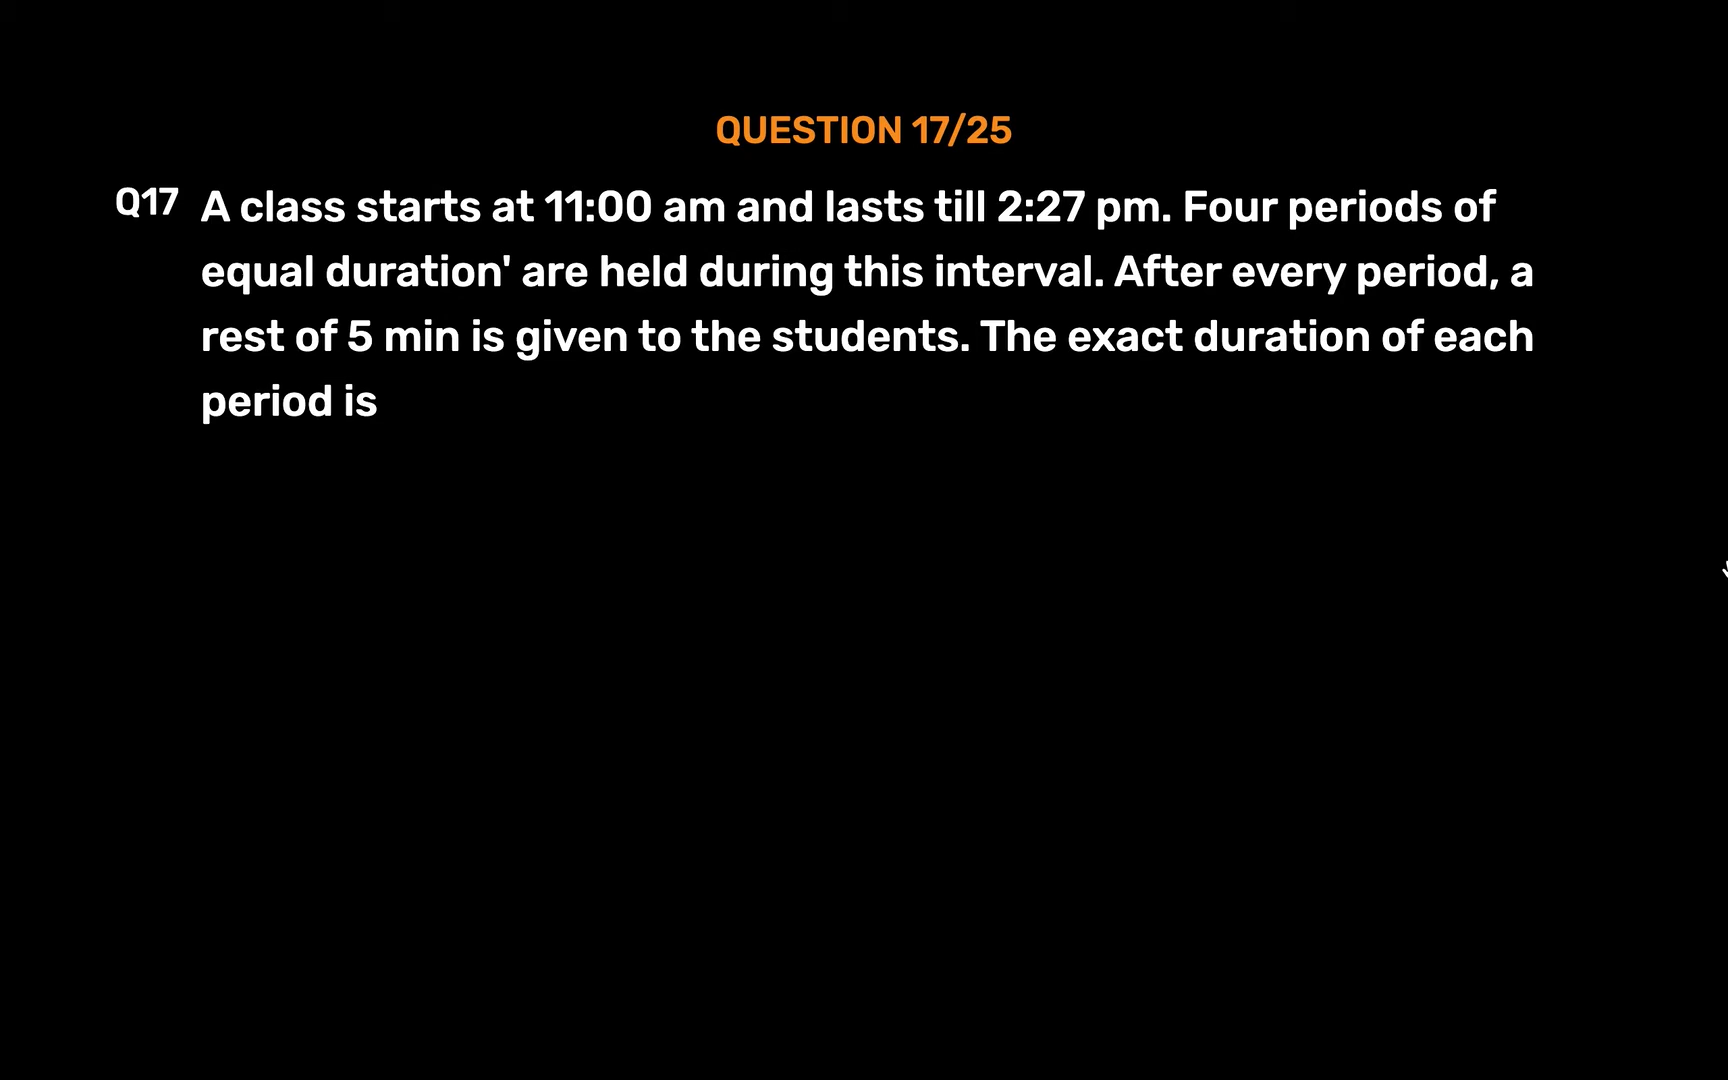 QUESTION 17/25
Q17 A class starts at 11:00 am and lasts till 2:27 pm. Four periods of
equal duration' are held during this interval. After every period, a
rest of 5 min is given to the students. The exact duration of each
period is